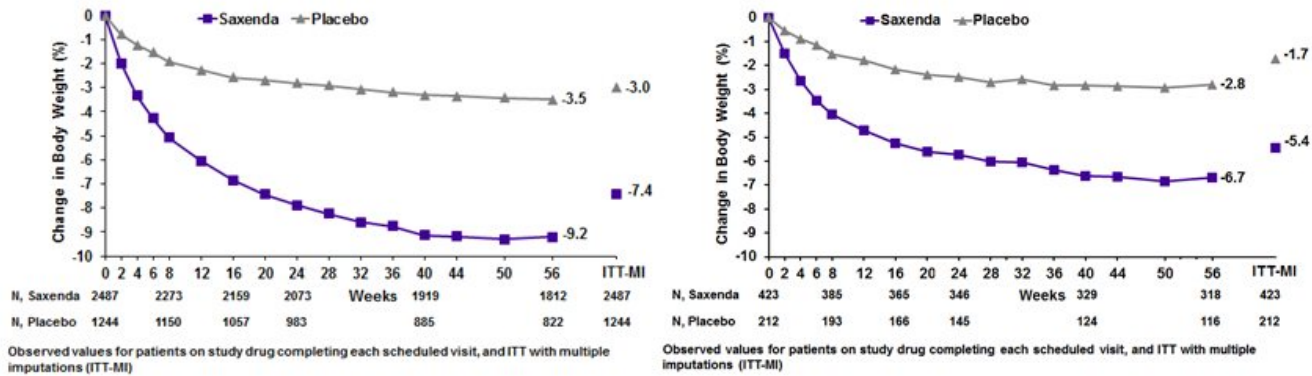 Saxenda Placebo
Change in Body Weight (%)
0
-1
-2
-3
-4
-5
-6
-7
-8
-9
-10
-3.5
-3.0
-9.2
-7.4
0 2 4 6 8 12 16 20 24 28 32 36 40 44 50 56 ITT-MI
Weeks
N, Saxenda 2487 2273 2159 2073 1919 1812 2487
N, Placebo 1244 1150 1057 983 885 822 1244
Observed values for patients on study drug completing each scheduled visit, and ITT with multiple
imputations (ITT-MI)
Saxenda Placebo
Change in Body Weight (%)
0
-1
-2
-3
-4
-5
-6
-7
-8
-9
-10
-2.8
-1.7
-6.7
-5.4
0 2 4 6 8 12 16 20 24 28 32 36 40 44 50 56 ITT-MI
Weeks
N, Saxenda 423 385 365 346 329 318 423
N, Placebo 212 193 166 145 124 116 212
Observed values for patients on study drug completing each scheduled visit, and ITT with multiple
imputations (ITT-MI)